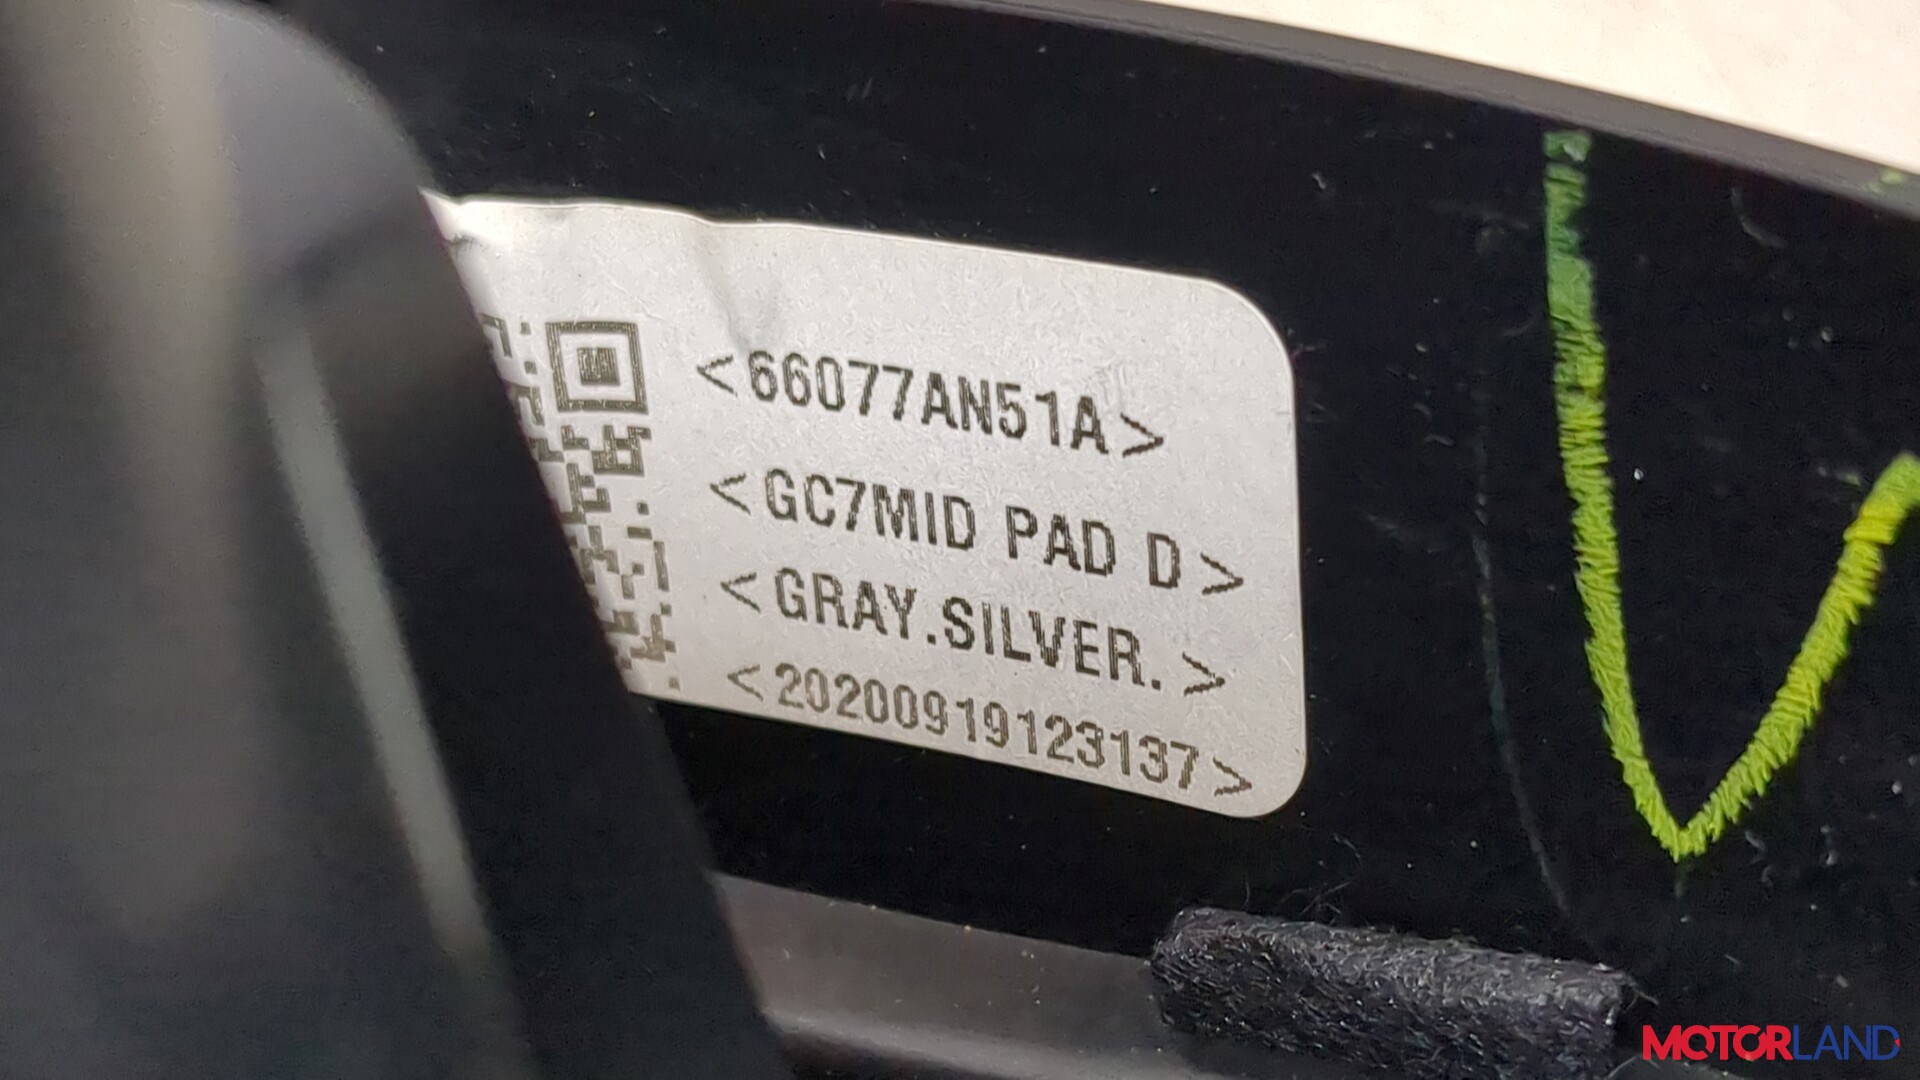 <66077AN51A>
<GC7MID PAD D>
<GRAY.SILVER.>
<20200919123137>
MOTORLAND